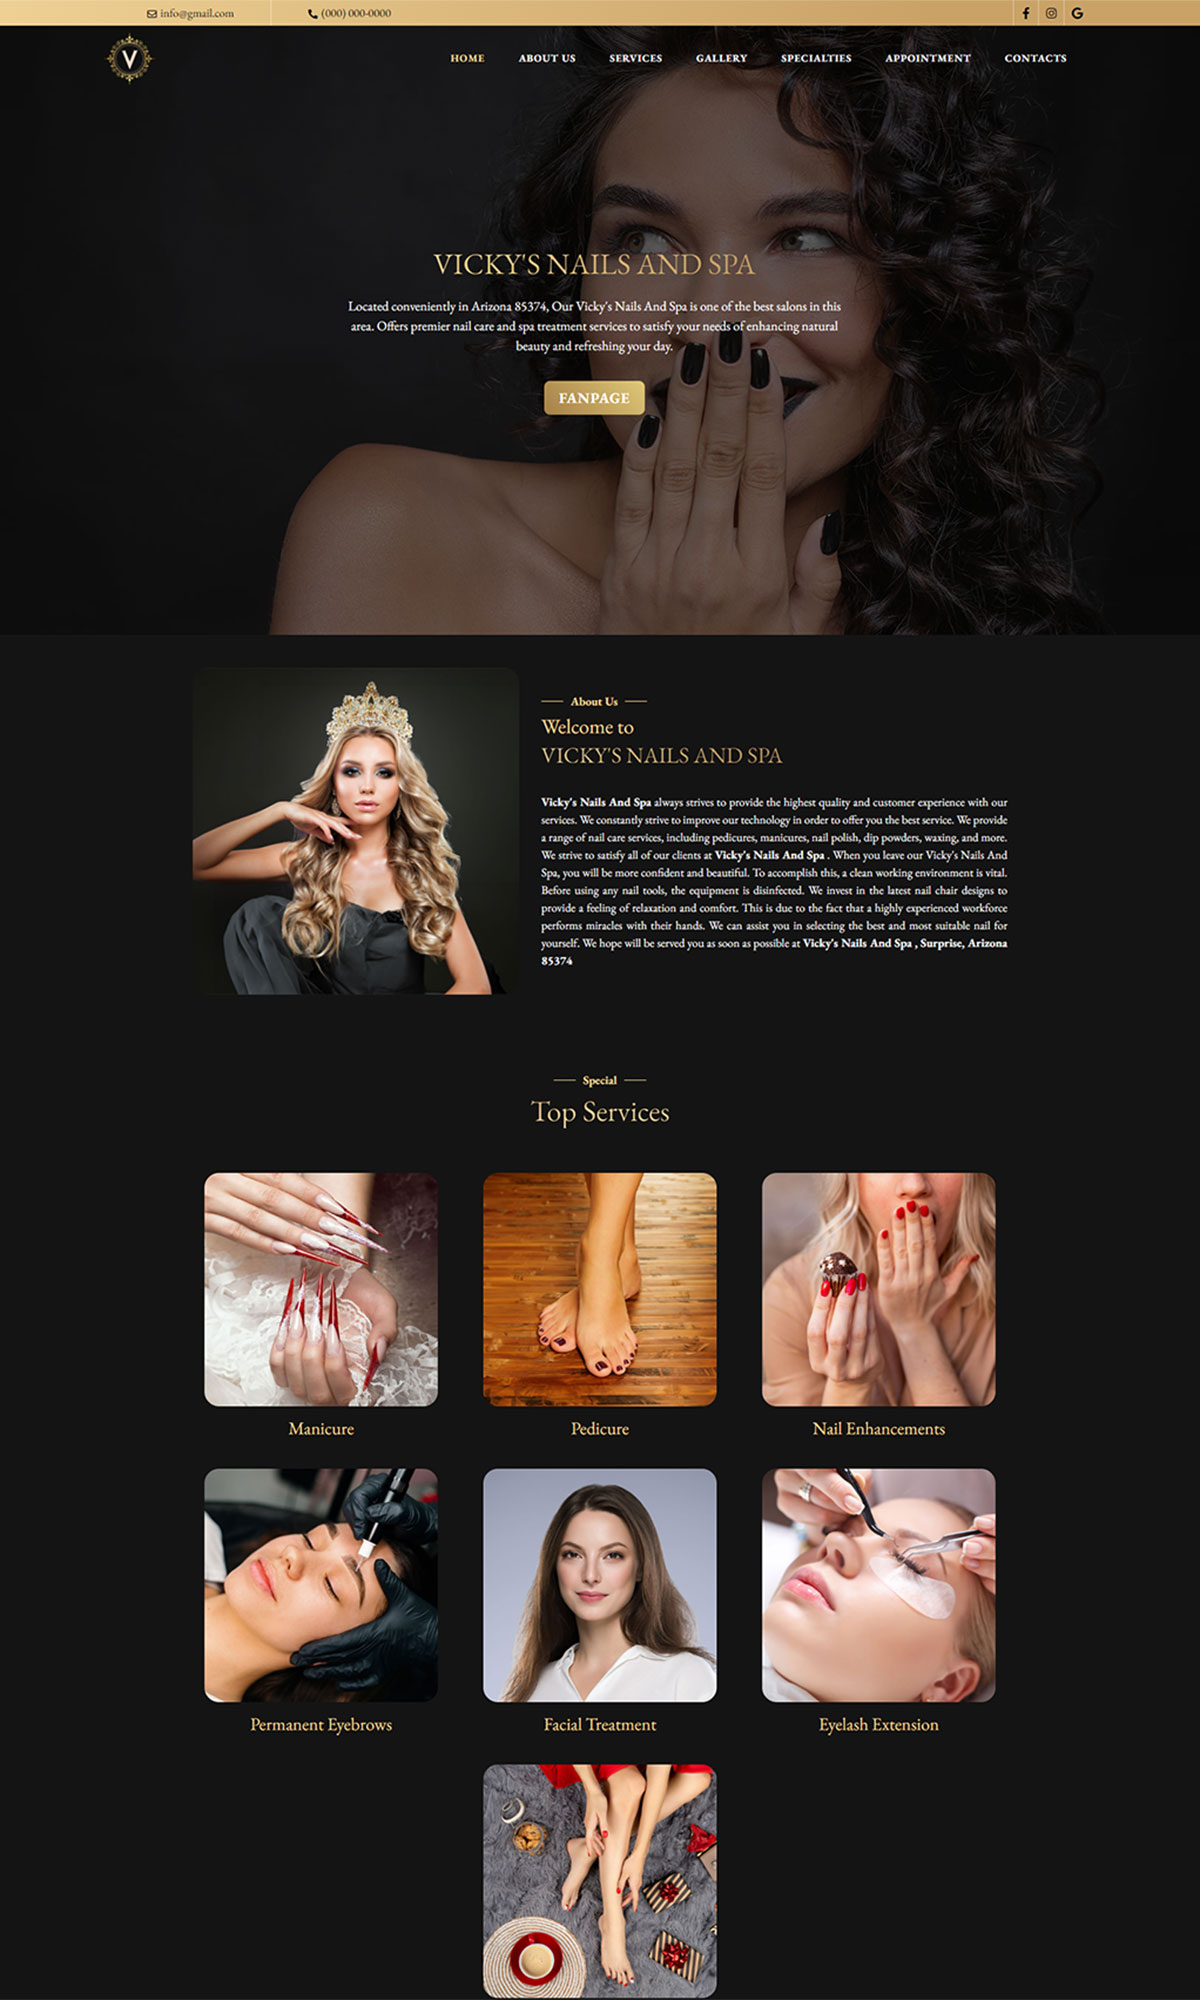 info@gmail.com
(000) 000-0000
V
HOME
ABOUT US
SERVICES
GALLERY
SPECIALTIES
APPOINTMENT
CONTACTS
VICKY'S NAILS AND SPA
Located conveniently in Arizona 85374, Our Vicky's Nails And Spa is one of the best salons in this
area. Offers premier nail care and spa treatment services to satisfy your needs of enhancing natural
beauty and refreshing your day.
FANPAGE
About Us
Welcome to
VICKY'S NAILS AND SPA
Vicky's Nails And Spa always strives to provide the highest quality and customer experience with our
services. We constantly strive to improve our technology in order to offer you the best service. We provide
a range of nail care services, including pedicures, manicures, nail polish, dip powders, waxing, and more.
We strive to satisfy all of our clients at Vicky's Nails And Spa . When you leave our Vicky's Nails And
Spa, you will be more confident and beautiful. To accomplish this, a clean working environment is vital.
Before using any nail tools, the equipment is disinfected. We invest in the latest nail chair designs to
provide a feeling of relaxation and comfort. This is due to the fact that a highly experienced workforce
performs miracles with their hands. We can assist you in selecting the best and most suitable nail for
yourself. We hope will be served you as soon as possible at Vicky's Nails And Spa , Surprise, Arizona
85374
Special
Top Services
Manicure
Pedicure
Nail Enhancements
Permanent Eyebrows
Facial Treatment
Eyelash Extension